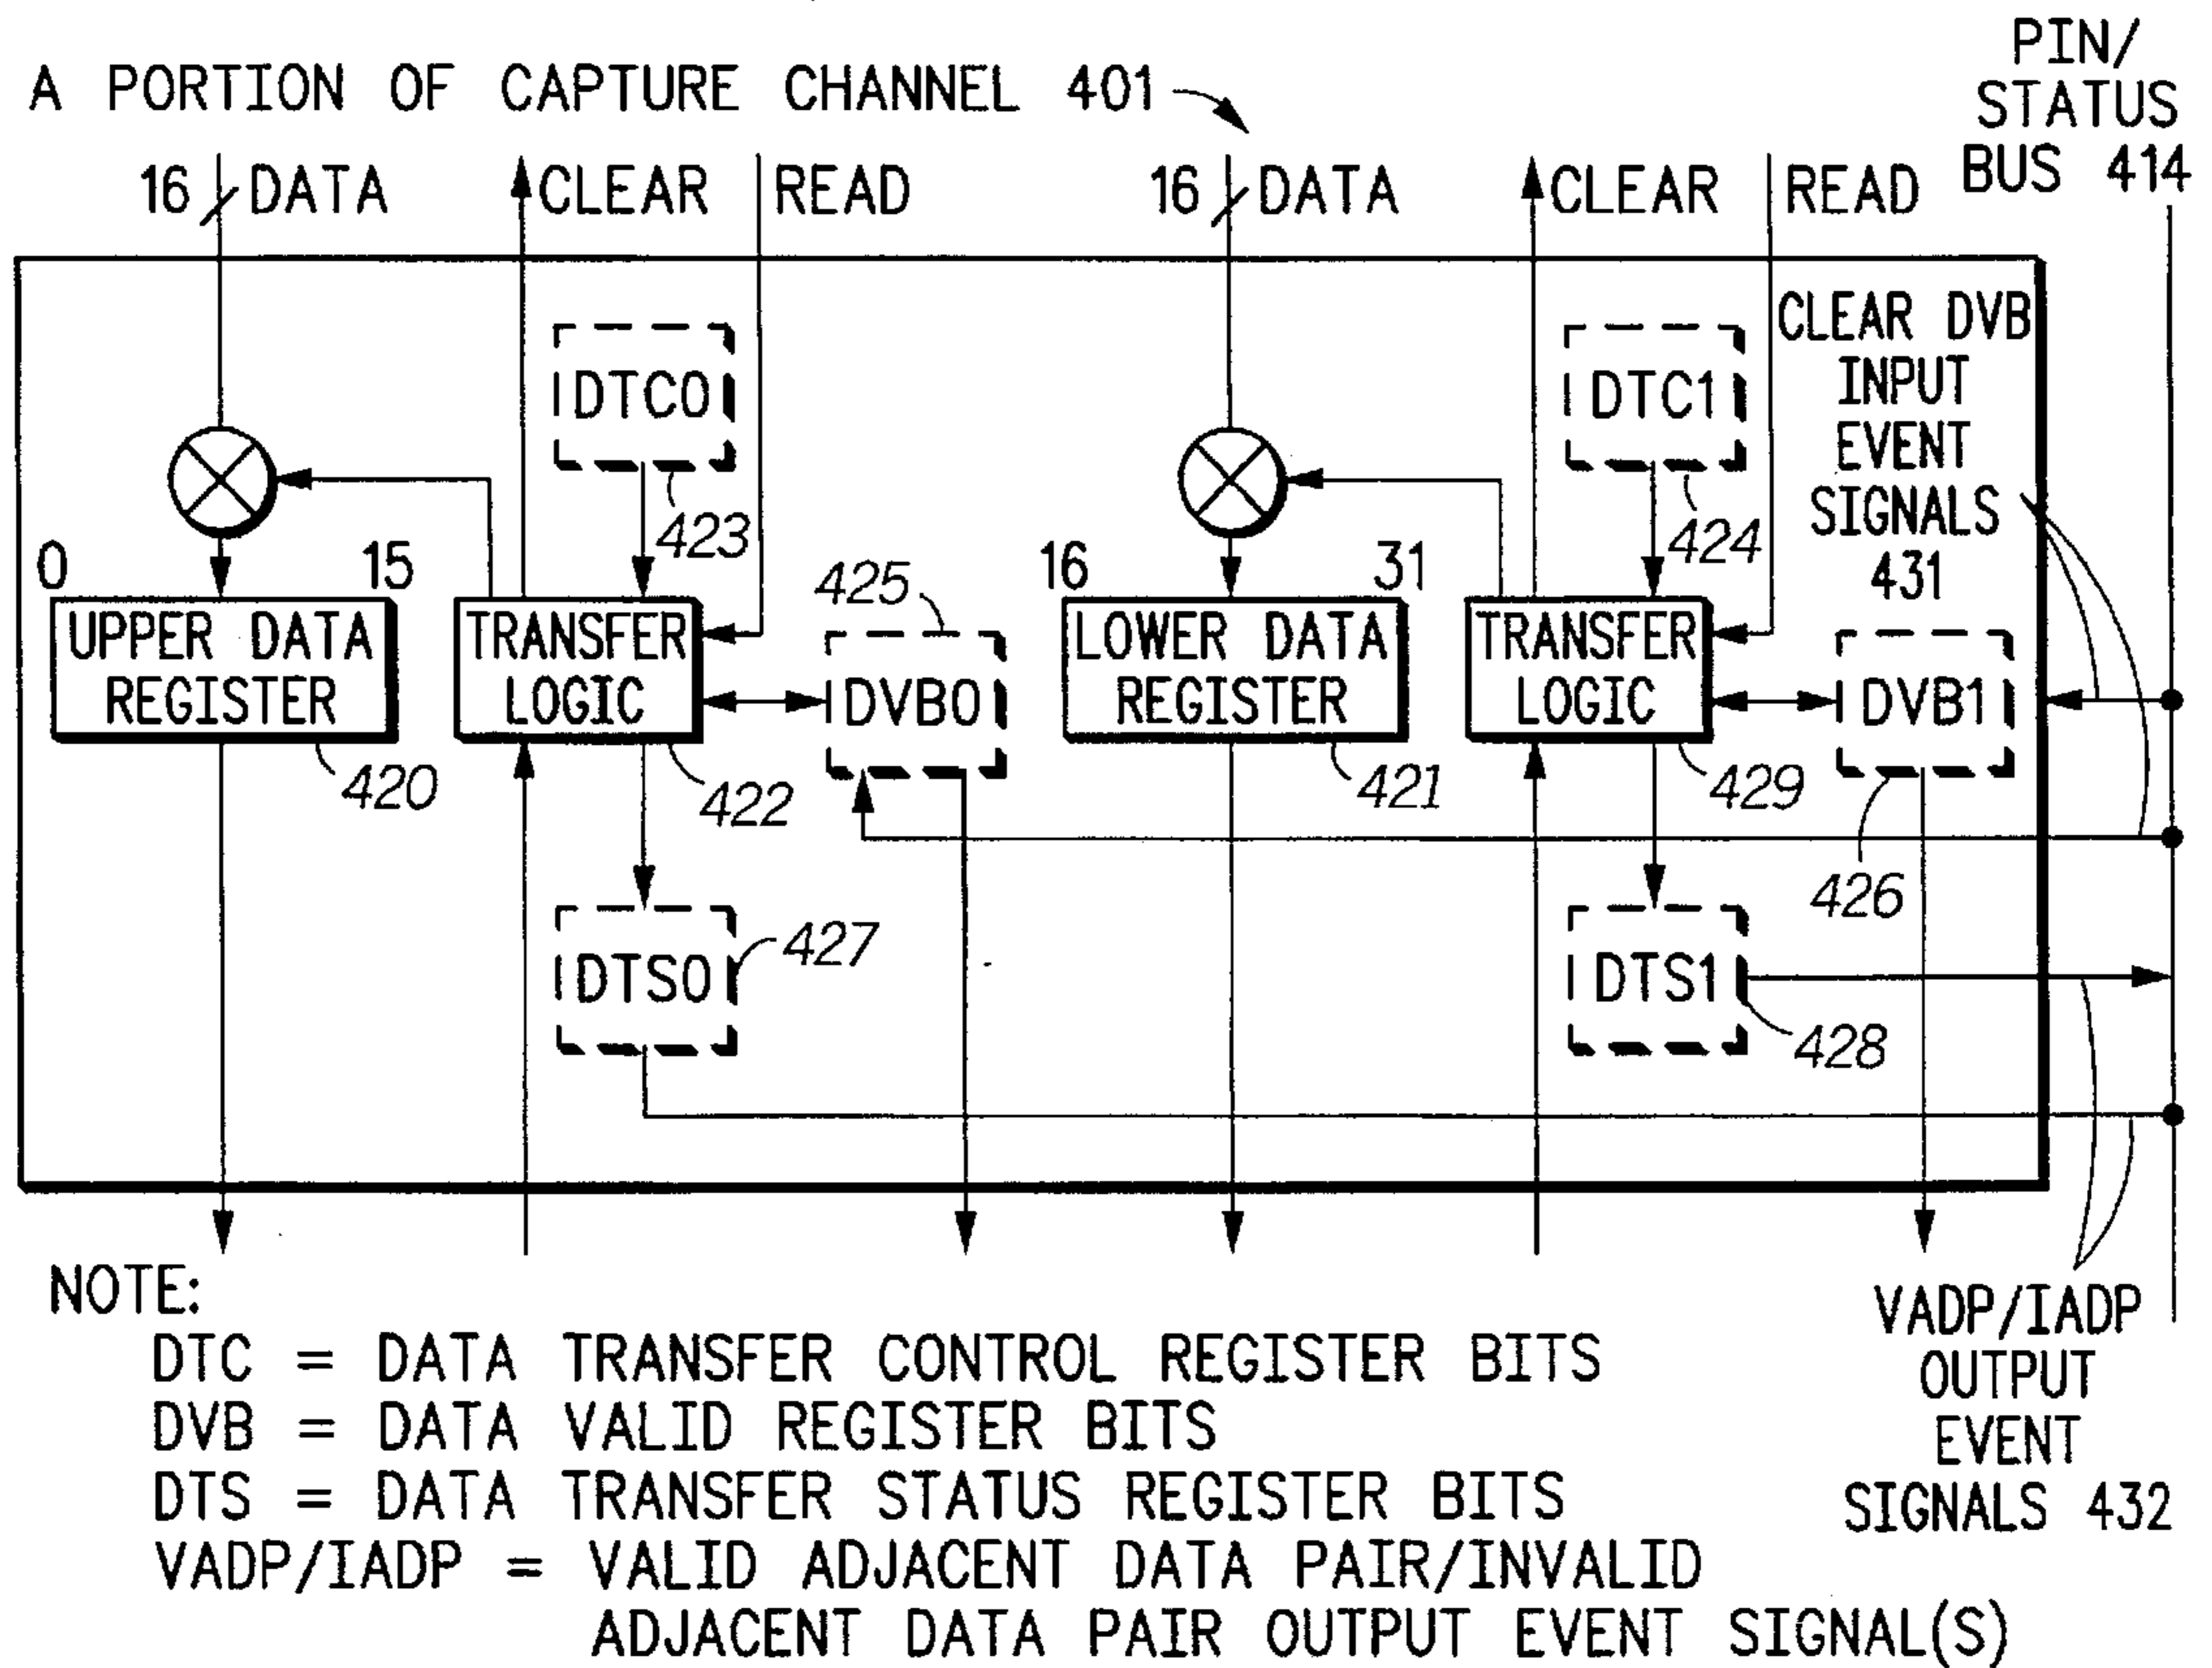 A PORTION OF CAPTURE CHANNEL 401
PIN/
STATUS
BUS 414
16 DATA
CLEAR
READ
16 DATA
CLEAR
READ
DTC0
423
DTC1
424
CLEAR DVB
INPUT
EVENT
SIGNALS
431
0
15
UPPER DATA
REGISTER
420
TRANSFER
LOGIC
422
425
DVB0
16
31
LOWER DATA
REGISTER
421
TRANSFER
LOGIC
429
DVB1
426
DTS0
427
DTS1
428
NOTE:
DTC = DATA TRANSFER CONTROL REGISTER BITS
DVB = DATA VALID REGISTER BITS
DTS = DATA TRANSFER STATUS REGISTER BITS
VADP/IADP = VALID ADJACENT DATA PAIR/INVALID
ADJACENT DATA PAIR OUTPUT EVENT SIGNAL(S)
VADP/IADP
OUTPUT
EVENT
SIGNALS 432